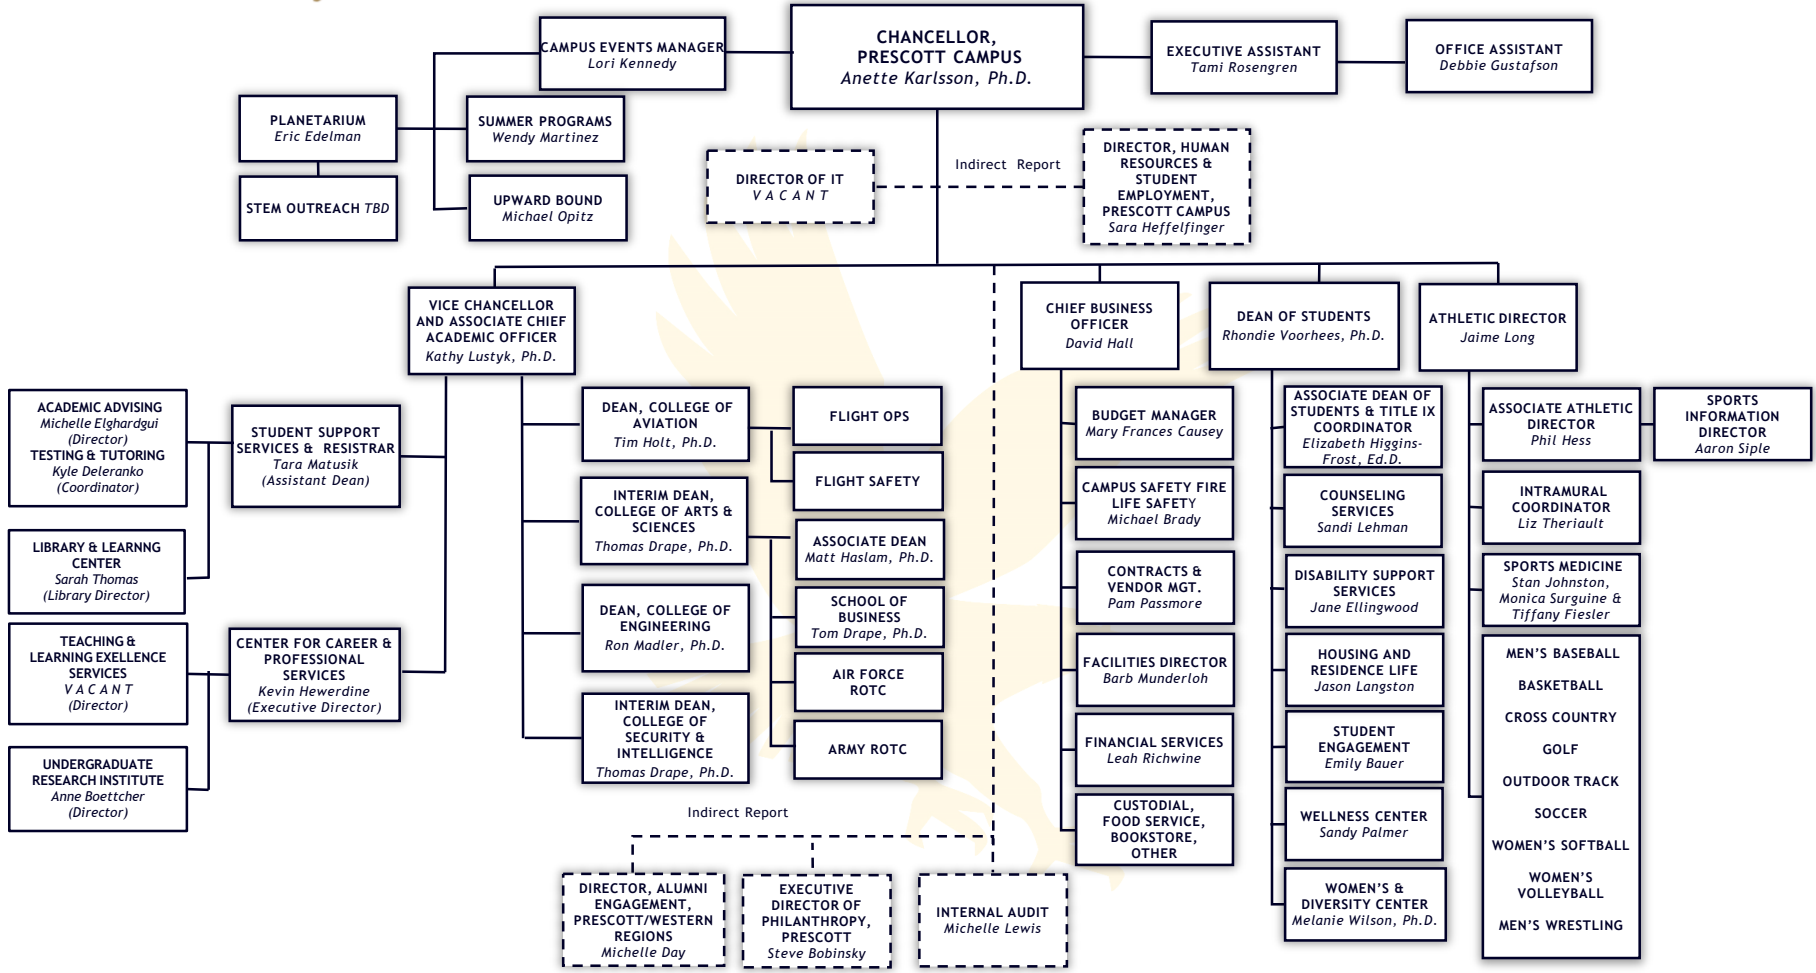 CHANCELLOR,
PRESCOTT CAMPUS
Anette Karlsson, Ph.D.
CAMPUS EVENTS MANAGER
Lori Kennedy
EXECUTIVE ASSISTANT
Tami Rosengren
OFFICE ASSISTANT
Debbie Gustafson
PLANETARIUM
Eric Edelman
SUMMER PROGRAMS
Wendy Martinez
STEM OUTREACH TBD
UPWARD BOUND
Michael Opitz
DIRECTOR OF IT
V A C A N T
Indirect Report
DIRECTOR, HUMAN
RESOURCES &
STUDENT
EMPLOYMENT,
PRESCOTT CAMPUS
Sara Heffelfinger
VICE CHANCELLOR
AND ASSOCIATE CHIEF
ACADEMIC OFFICER
Kathy Lustyk, Ph.D.
CHIEF BUSINESS
OFFICER
David Hall
DEAN OF STUDENTS
Rhondie Voorhees, Ph.D.
ATHLETIC DIRECTOR
Jaime Long
ACADEMIC ADVISING
Michelle Elghardgui
(Director)
TESTING & TUTORING
Kyle Deleranko
(Coordinator)
STUDENT SUPPORT
SERVICES & RESISTRAR
Tara Matusik
(Assistant Dean)
LIBRARY & LEARNNG
CENTER
Sarah Thomas
(Library Director)
TEACHING &
LEARNING EXELLENCE
SERVICES
V A C A N T
(Director)
CENTER FOR CAREER &
PROFESSIONAL
SERVICES
Kevin Hewerdine
(Executive Director)
UNDERGRADUATE
RESEARCH INSTITUTE
Anne Boettcher
(Director)
DEAN, COLLEGE OF
AVIATION
Tim Holt, Ph.D.
FLIGHT OPS
FLIGHT SAFETY
INTERIM DEAN,
COLLEGE OF ARTS &
SCIENCES
Thomas Drape, Ph.D.
ASSOCIATE DEAN
Matt Haslam, Ph.D.
SCHOOL OF
BUSINESS
Tom Drape, Ph.D.
AIR FORCE
ROTC
ARMY ROTC
DEAN, COLLEGE OF
ENGINEERING
Ron Madler, Ph.D.
INTERIM DEAN,
COLLEGE OF
SECURITY &
INTELLIGENCE
Thomas Drape, Ph.D.
BUDGET MANAGER
Mary Frances Causey
CAMPUS SAFETY FIRE
LIFE SAFETY
Michael Brady
CONTRACTS &
VENDOR MGT.
Pam Passmore
FACILITIES DIRECTOR
Barb Munderloh
FINANCIAL SERVICES
Leah Richwine
CUSTODIAL,
FOOD SERVICE,
BOOKSTORE,
OTHER
ASSOCIATE DEAN OF
STUDENTS & TITLE IX
COORDINATOR
Elizabeth Higgins-
Frost, Ed.D.
COUNSELING
SERVICES
Sandi Lehman
DISABILITY SUPPORT
SERVICES
Jane Ellingwood
HOUSING AND
RESIDENCE LIFE
Jason Langston
STUDENT
ENGAGEMENT
Emily Bauer
WELLNESS CENTER
Sandy Palmer
WOMEN'S &
DIVERSITY CENTER
Melanie Wilson, Ph.D.
ASSOCIATE ATHLETIC
DIRECTOR
Phil Hess
SPORTS
INFORMATION
DIRECTOR
Aaron Siple
INTRAMURAL
COORDINATOR
Liz Theriault
SPORTS MEDICINE
Stan Johnston,
Monica Surguine &
Tiffany Fiesler
MEN'S BASEBALL
BASKETBALL
CROSS COUNTRY
GOLF
OUTDOOR TRACK
SOCCER
WOMEN'S SOFTBALL
WOMEN'S
VOLLEYBALL
MEN'S WRESTLING
Indirect Report
DIRECTOR, ALUMNI
ENGAGEMENT,
PRESCOTT/WESTERN
REGIONS
Michelle Day
EXECUTIVE
DIRECTOR OF
PHILANTHROPY,
PRESCOTT
Steve Bobinsky
INTERNAL AUDIT
Michelle Lewis